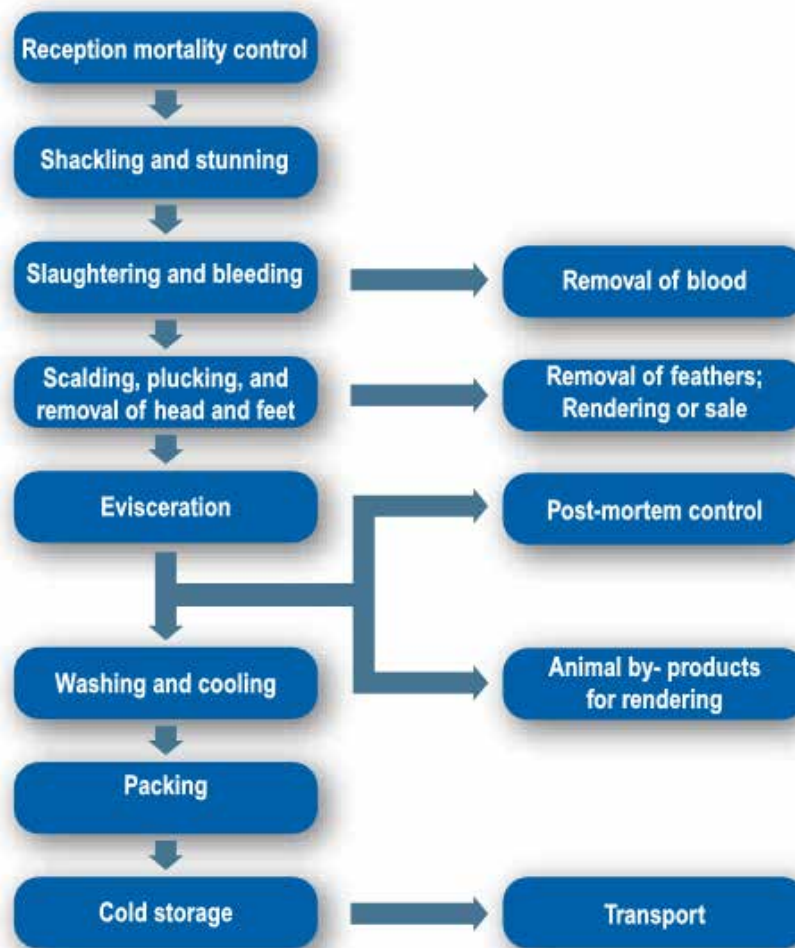 Reception mortality control
Shackling and stunning
Slaughtering and bleeding
Removal of blood
Scalding, plucking, and
removal of head and feet
Removal of feathers;
Rendering or sale
Evisceration
Post-mortem control
Washing and cooling
Animal by- products
for rendering
Packing
Cold storage
Transport